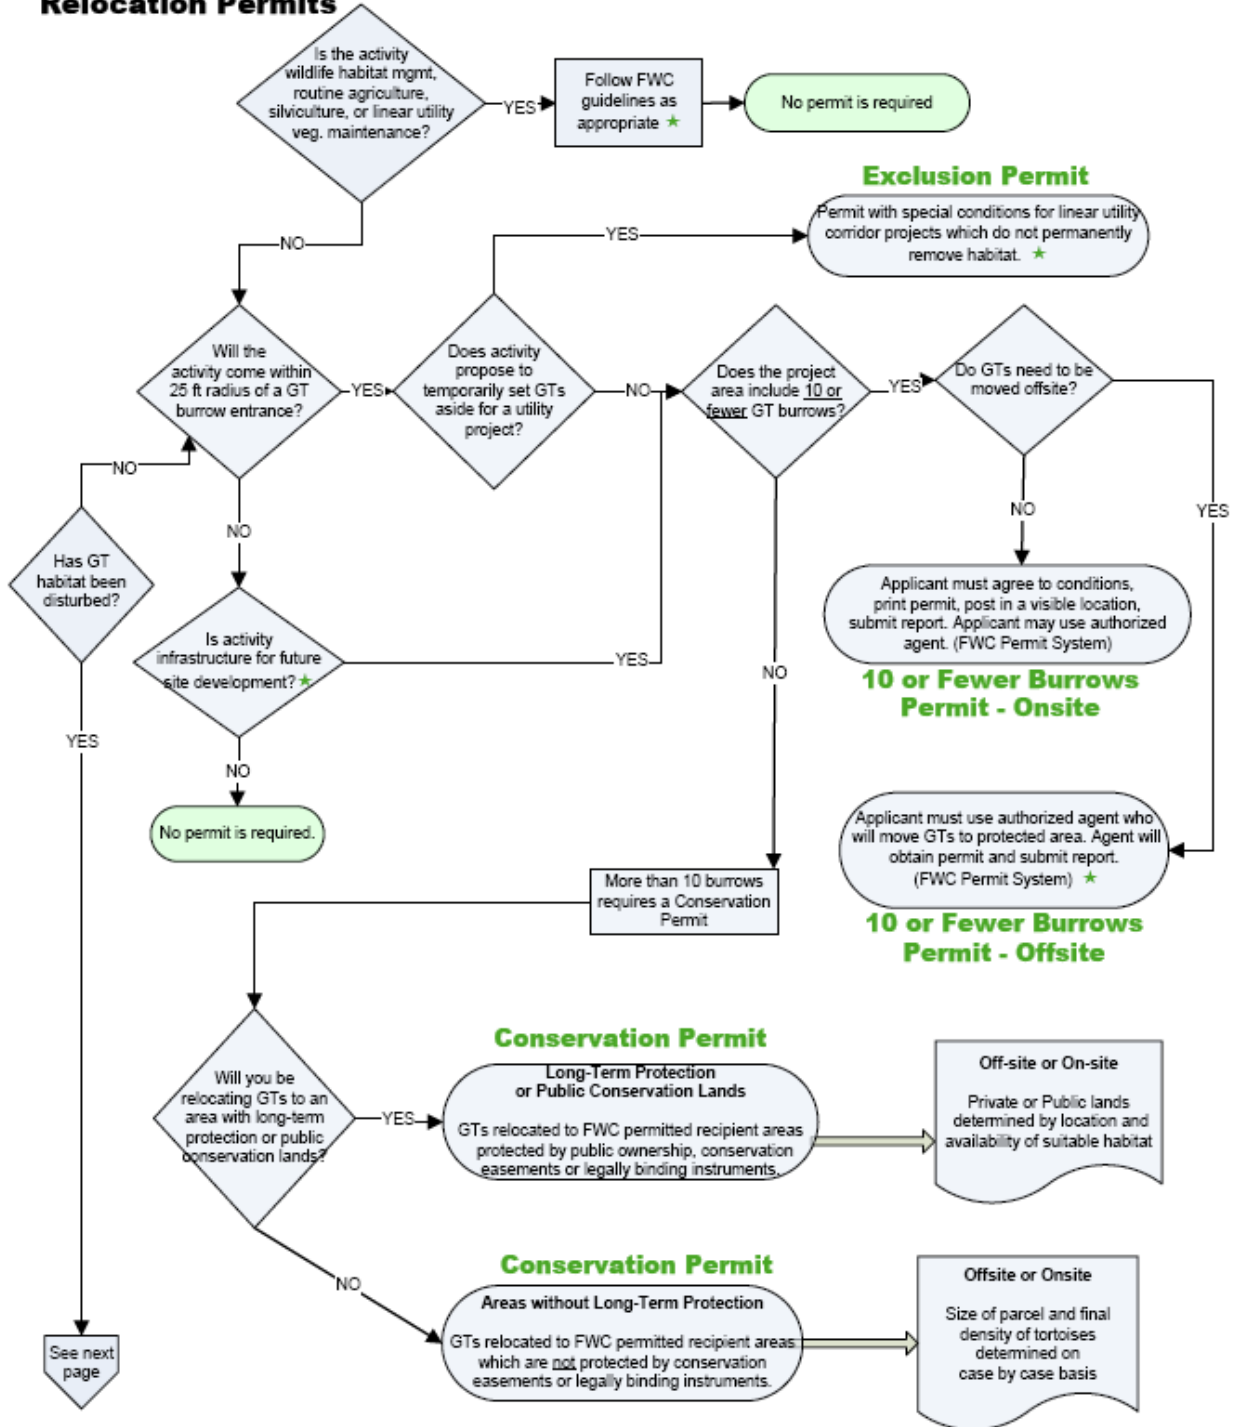 Relocation Permits
Is the activity
wildlife habitat mgmt,
routine agriculture,
silviculture, or linear utility
veg. maintenance?
YES
Follow FWC
guidelines as
appropriate ★
No permit is required
NO
Exclusion Permit
Permit with special conditions for linear utility
corridor projects which do not permanently
remove habitat. ★
YES
Will the
activity come within
25 ft radius of a GT
burrow entrance?
YES
Does activity
propose to
temporarily set GTs
aside for a utility
project?
NO
Does the project
area include 10 or
fewer GT burrows?
YES
Do GTs need to be
moved offsite?
NO
NO
NO
YES
Has GT
habitat been
disturbed?
Is activity
infrastructure for future
site development? ★
YES
Applicant must agree to conditions,
print permit, post in a visible location,
submit report. Applicant may use authorized
agent. (FWC Permit System)
10 or Fewer Burrows
Permit - Onsite
NO
YES
NO
No permit is required.
Applicant must use authorized agent who
will move GTs to protected area. Agent will
obtain permit and submit report.
(FWC Permit System) ★
10 or Fewer Burrows
Permit - Offsite
More than 10 burrows
requires a Conservation
Permit
Will you be
relocating GTs to an
area with long-term
protection or public
conservation lands?
YES
Conservation Permit
Long-Term Protection
or Public Conservation Lands
GTs relocated to FWC permitted recipient areas
protected by public ownership, conservation
easements or legally binding instruments.
Off-site or On-site
Private or Public lands
determined by location and
availability of suitable habitat
NO
Conservation Permit
Areas without Long-Term Protection
GTs relocated to FWC permitted recipient areas
which are not protected by conservation
easements or legally binding instruments.
Offsite or Onsite
Size of parcel and final
density of tortoises
determined on
case by case basis
See next
page